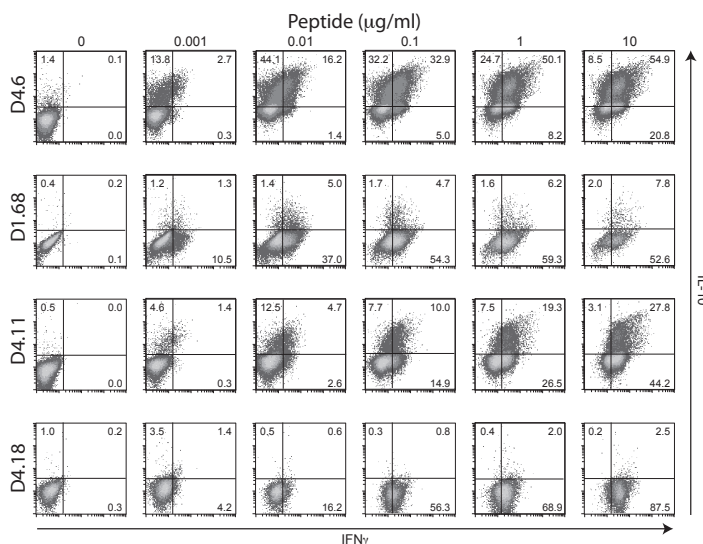 Peptide (µg/ml)
0 0.001 0.01 0.1 1 10
D4.6
1.4 0.1 13.8 2.7 44.1 16.2 32.2 32.9 24.7 50.1 8.5 54.9
0.0 0.3 1.4 5.0 8.2 20.8
D1.68
0.4 0.2 1.2 1.3 1.4 5.0 1.7 4.7 1.6 6.2 2.0 7.8
0.1 10.5 37.0 54.3 59.3 52.6
D4.11
0.5 0.0 4.6 1.4 12.5 4.7 7.7 10.0 7.5 19.3 3.1 27.8
0.0 0.3 2.6 14.9 26.5 44.2
D4.18
1.0 0.2 3.5 1.4 0.5 0.6 0.3 0.8 0.4 2.0 0.2 2.5
0.3 4.2 16.2 56.3 68.9 87.5
IFNγ